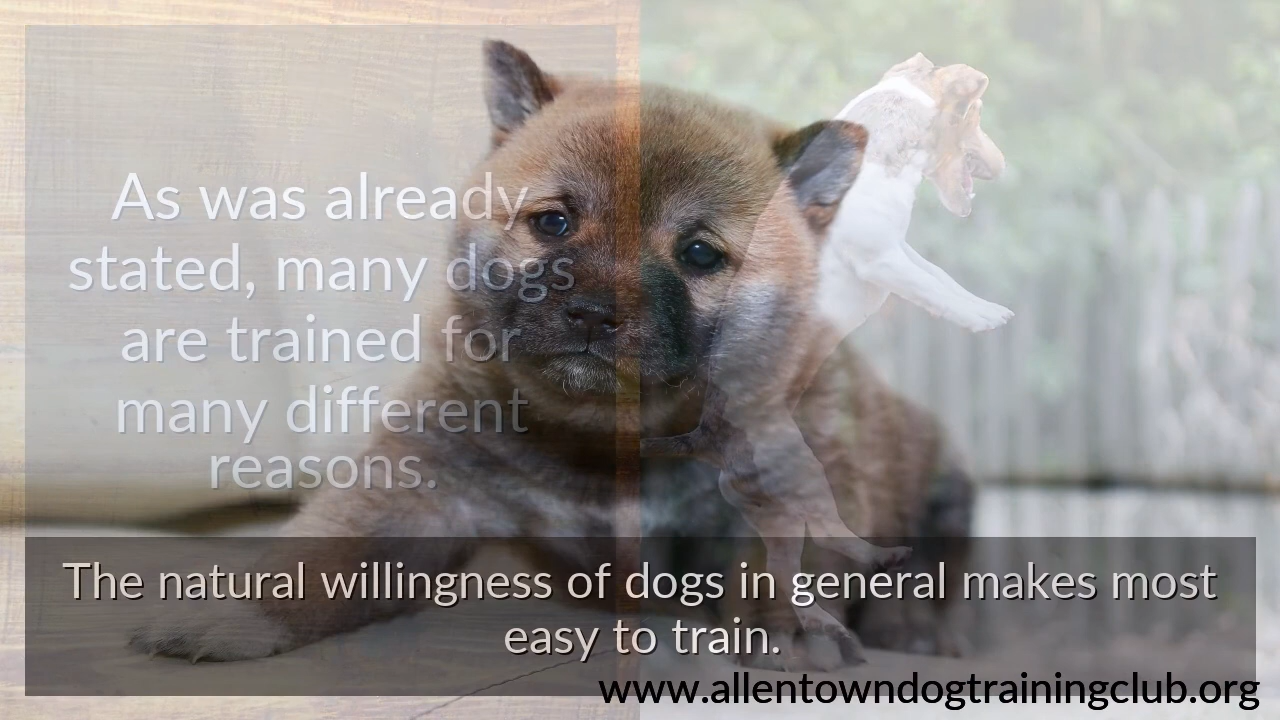 As was already
stated, many dogs
are trained for
many different
reasons.
The natural willingness of dogs in general makes most
easy to train.
www.allentowndogtrainingclub.org